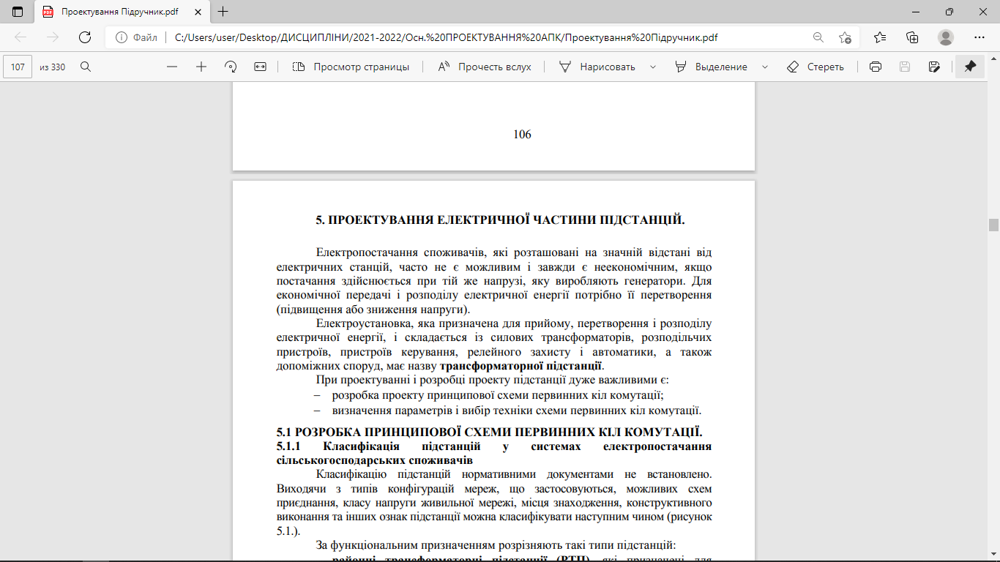 Проектування Підручник.pdf
Файл
C:/Users/user/Desktop/ДИСЦИПЛІНИ/2021-2022/Осн.%20ПРОЕКТУВАННЯ%20АПК/Проектування%20Підручник.pdf
107 из 330 Просмотр страницы Прочесть вслух Нарисовать Выделение Стереть
106
5. ПРОЕКТУВАННЯ ЕЛЕКТРИЧНОЇ ЧАСТИНИ ПІДСТАНЦІЙ.
Електропостачання споживачів, які розташовані на значній відстані від
електричних станцій, часто не є можливим і завжди є неекономічним, якщо
постачання здійснюється при тій же напрузі, яку виробляють генератори. Для
економічної передачі і розподілу електричної енергії потрібно її перетворення
(підвищення або зниження напруги).
Електроустановка, яка призначена для прийому, перетворення і розподілу
електричної енергії, і складається із силових трансформаторів, розподільчих
пристроїв, пристроїв керування, релейного захисту і автоматики, а також
допоміжних споруд, має назву трансформаторної підстанції.
При проектуванні і розробці проекту підстанції дуже важливими є:
– розробка проекту принципової схеми первинних кіл комутації;
– визначення параметрів і вибір техніки схеми первинних кіл комутації.
5.1 РОЗРОБКА ПРИНЦИПОВОЇ СХЕМИ ПЕРВИННИХ КІЛ КОМУТАЦІЇ.
5.1.1 Класифікація підстанцій у системах електропостачання
сільськогосподарських споживачів
Класифікацію підстанцій нормативними документами не встановлено.
Виходячи з типів конфігурацій мереж, що застосовуються, можливих схем
приєднання, класу напруги живильної мережі, місця знаходження, конструктивного
виконання та інших ознак підстанції можна класифікувати наступним чином (рисунок
5.1.).
За функціональним призначенням розрізняють такі типи підстанцій:
районні трансформаторні підстанції (РТП), які призначені для